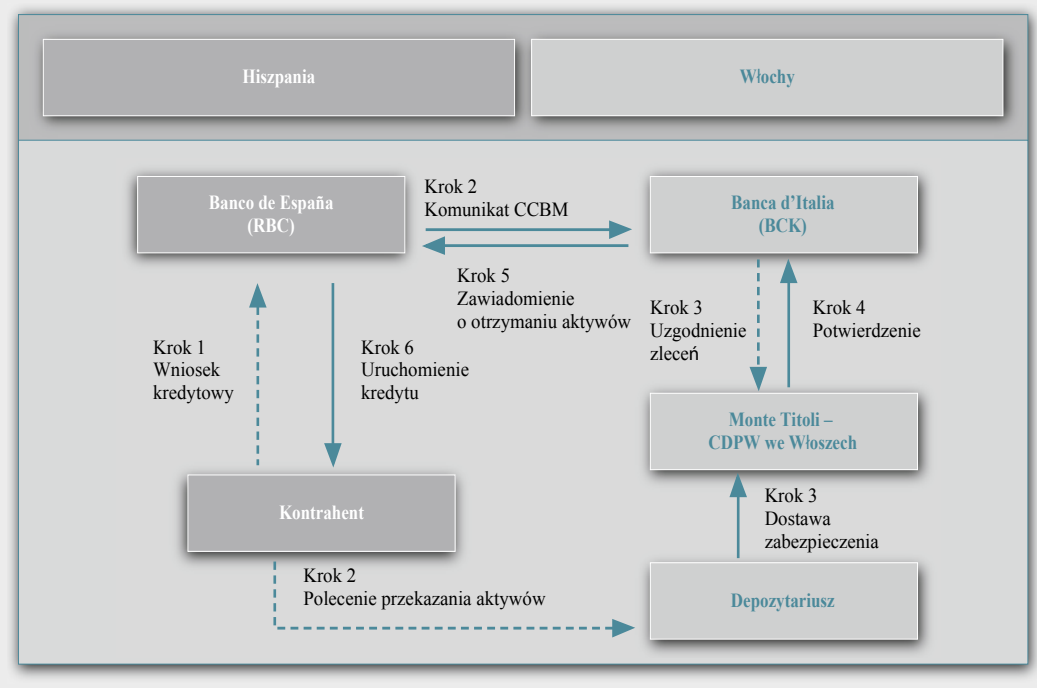 Hiszpania
Włochy
Banco de España
(RBC)
Krok 2
Komunikat CCBM
Banca d’Italia
(BCK)
Krok 5
Zawiadomienie
o otrzymaniu aktywów
Krok 3
Uzgodnienie
zleceń
Krok 4
Potwierdzenie
Krok 1
Wniosek
kredytowy
Krok 6
Uruchomienie
kredytu
Monte Titoli –
CDPW we Włoszech
Kontrahent
Krok 3
Dostawa
zabezpieczenia
Krok 2
Polecenie przekazania aktywów
Depozytariusz